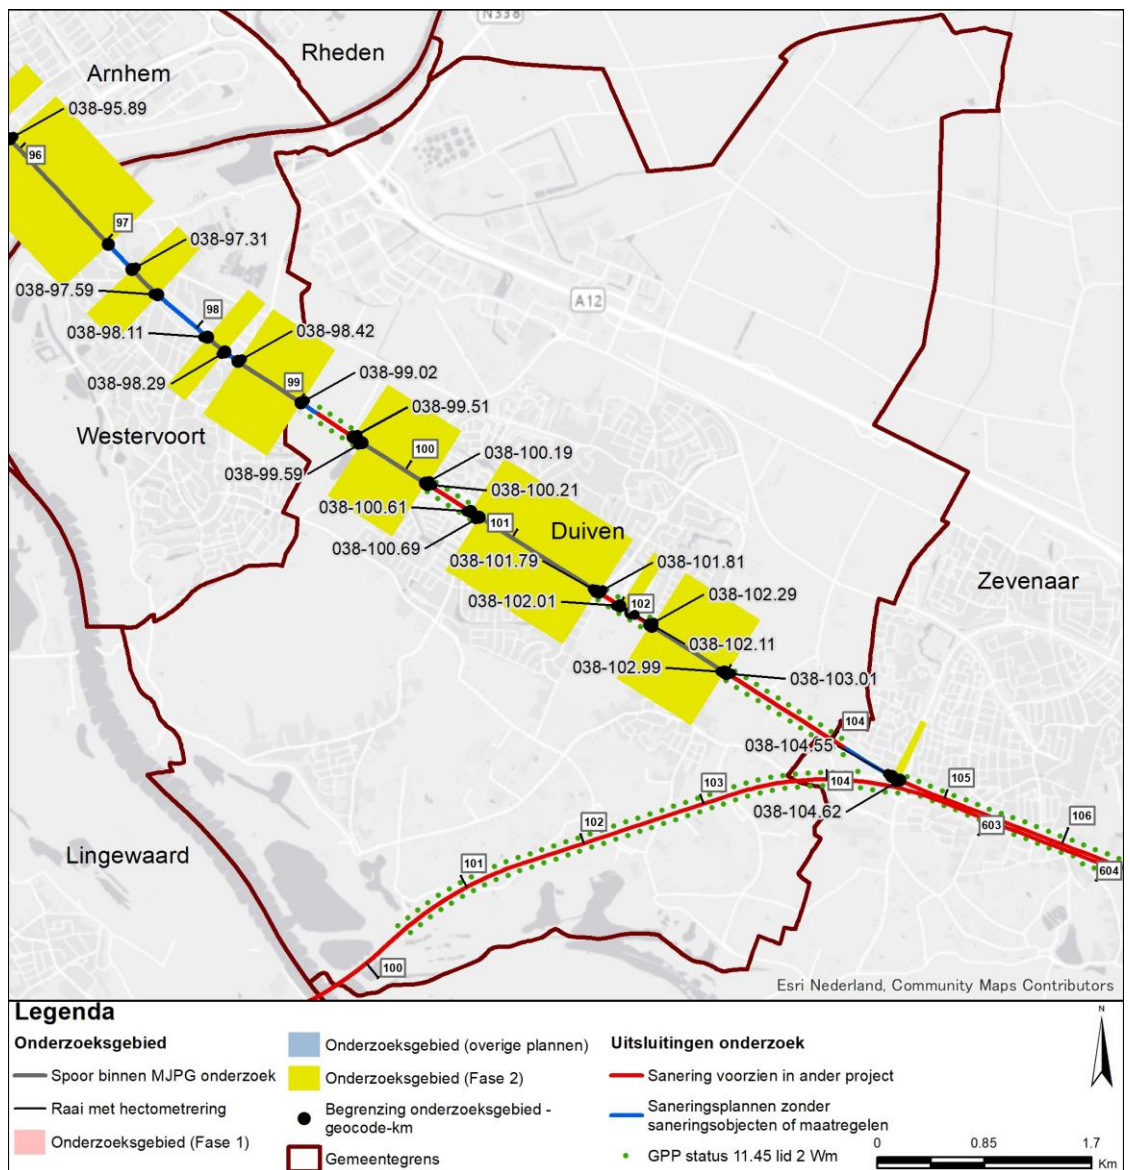 N338
Rheden
Arnhem
038-95.89
96
97
038-97.31
038-97.59
98
A12
038-98.11
038-98.42
038-98.29
99
038-99.02
038-99.51
Westervoort
100
038-99.59
038-100.19
038-100.21
038-100.61
101
Duiven
038-100.69
038-101.79
038-101.81
Zevenaar
038-102.01
102
038-102.29
038-102.11
038-102.99
038-103.01
104
038-104.55
103
104
105
038-104.62
603
102
106
Lingewaard
101
604
100
Esri Nederland, Community Maps Contributors
Legenda
Onderzoeksgebied
Spoor binnen MJPG onderzoek
Raai met hectometrering
Onderzoeksgebied (Fase 1)
Onderzoeksgebied (overige plannen)
Onderzoeksgebied (Fase 2)
Begrenzing onderzoeksgebied -
geocode-km
Gemeentegrens
Uitsluitingen onderzoek
Sanering voorzien in ander project
Saneringsplannen zonder
saneringsobjecten of maatregelen
GPP status 11.45 lid 2 Wm
N
0 0.85 1.7
Km